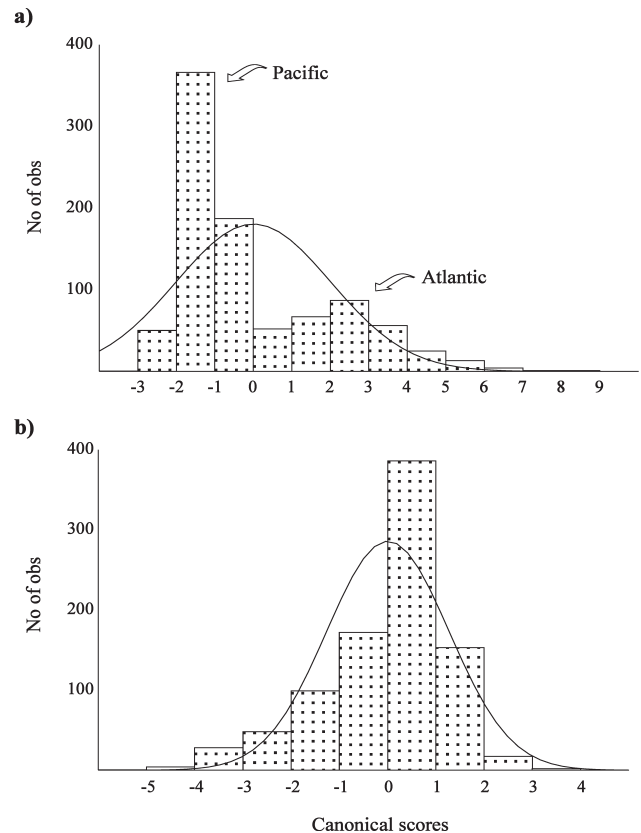 a)
400
300
200
100
No of obs
Pacific
Atlantic
-3 -2 -1 0 1 2 3 4 5 6 7 8 9
b)
400
300
200
100
No of obs
-5 -4 -3 -2 -1 0 1 2 3 4
Canonical scores